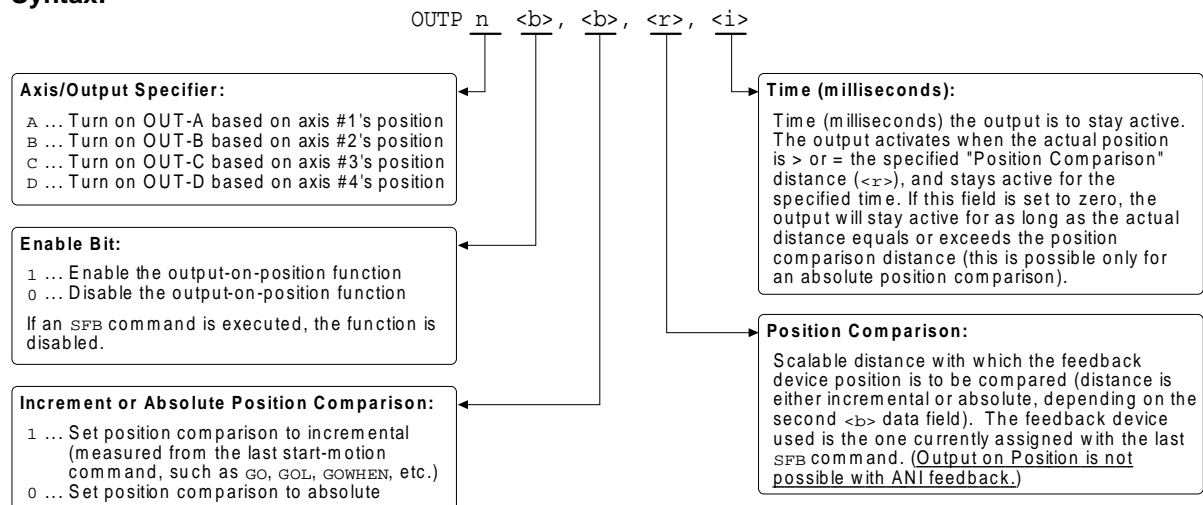 Syntax:
OUTP n <b>, <b>, <r>, <i>
Axis/Output Specifier:
A ... Turn on OUT-A based on axis #1's position
B ... Turn on OUT-B based on axis #2's position
C ... Turn on OUT-C based on axis #3's position
D ... Turn on OUT-D based on axis #4's position
Enable Bit:
1 ... Enable the output-on-position function
0 ... Disable the output-on-position function
If an SFB command is executed, the function is
disabled.
Increment or Absolute Position Comparison:
1 ... Set position comparison to incremental
(measured from the last start-motion
command, such as GO, GOL, GOWHEN, etc.)
0 ... Set position comparison to absolute
Time (milliseconds):
Time (milliseconds) the output is to stay active.
The output activates when the actual position
is > or = the specified "Position Comparison"
distance (<r>), and stays active for the
specified time. If this field is set to zero, the
output will stay active for as long as the actual
distance equals or exceeds the position
comparison distance (this is possible only for
an absolute position comparison).
Position Comparison:
Scalable distance with which the feedback
device position is to be compared (distance is
either incremental or absolute, depending on the
second <b> data field). The feedback device
used is the one currently assigned with the last
SFB command. (Output on Position is not
possible with ANI feedback.)